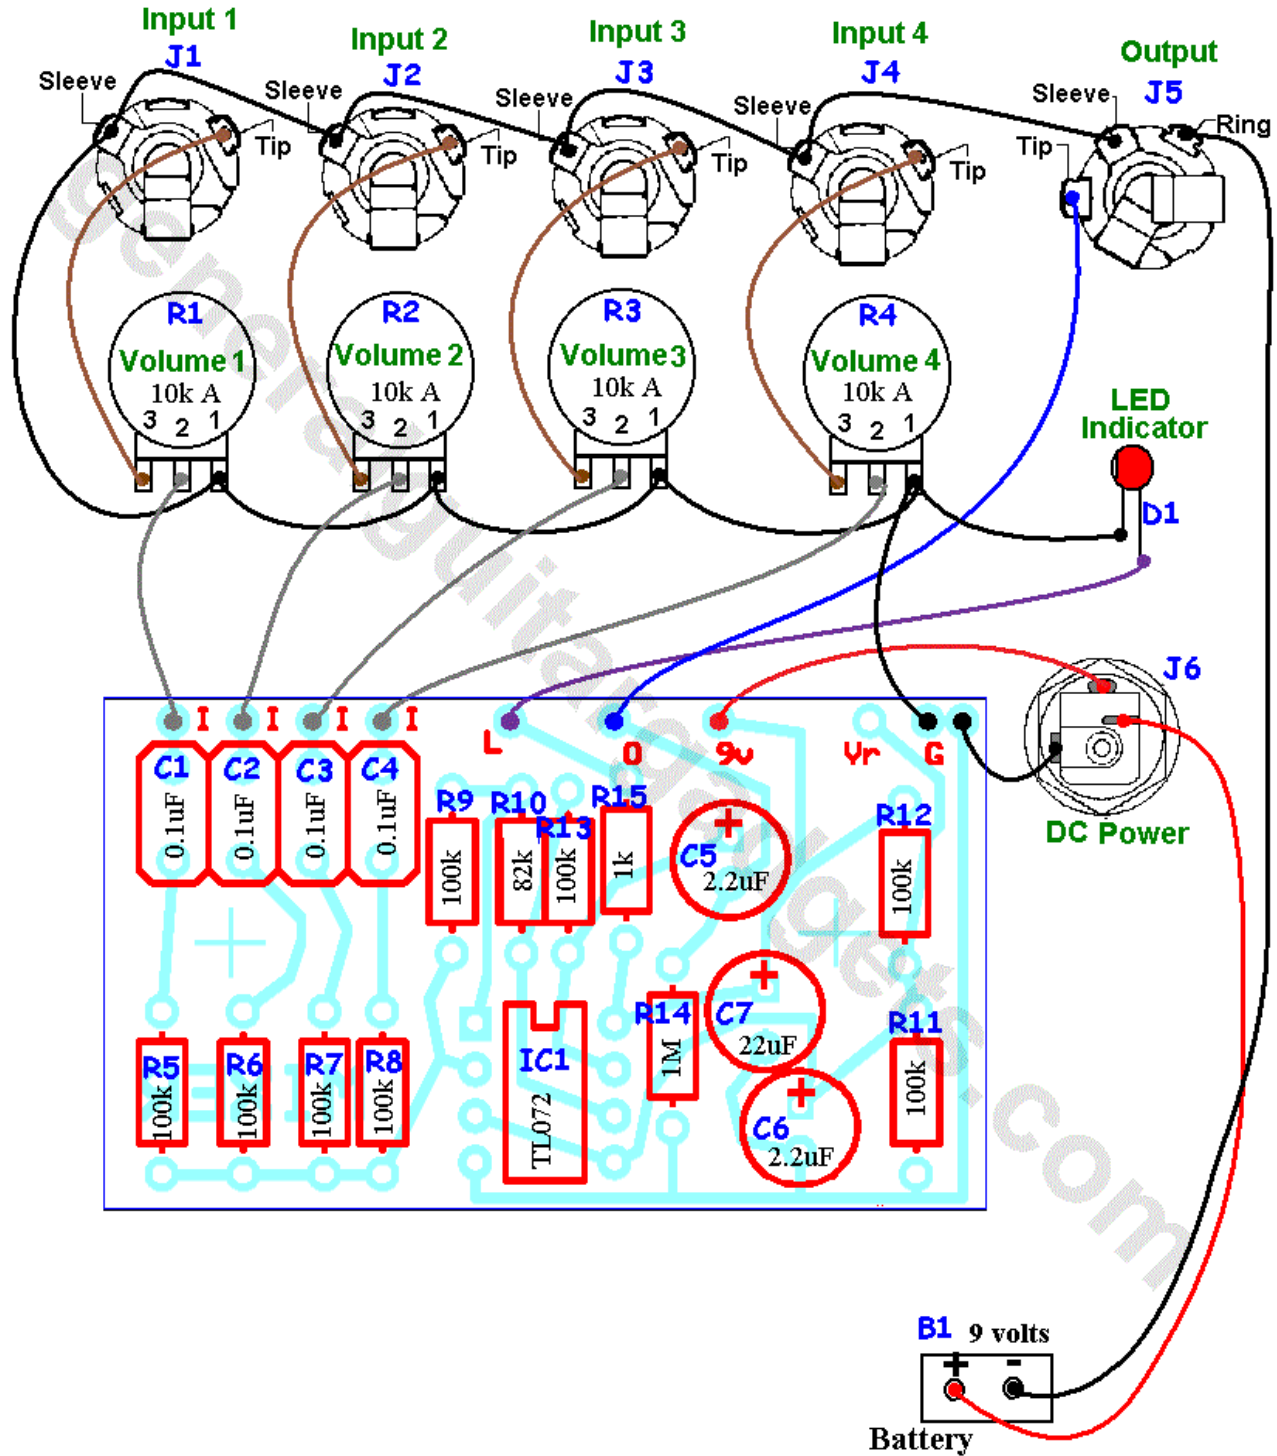 Input 1
Input 2
Input 3
Input 4
Output
J1
J2
J3
J4
J5
Sleeve
Tip
Sleeve
Tip
Sleeve
Tip
Sleeve
Tip
Sleeve
Tip
Ring
R1
Volume 1
10k A
3 2 1
R2
Volume 2
10k A
3 2 1
R3
Volume3
10k A
3 2 1
R4
Volume 4
10k A
3 2 1
LED
Indicator
D1
J6
DC Power
I
I
I
I
L
O
9v
Vr
G
C1
0.1uF
C2
0.1uF
C3
0.1uF
C4
0.1uF
R9
100k
R10
82k
R13
100k
R15
1k
C5
+
2.2uF
R12
100k
R14
1M
C7
+
22uF
C6
+
2.2uF
R11
100k
R5
100k
R6
100k
R7
100k
R8
100k
IC1
TL072
B1
9 volts
+ -
Battery
generalguitargadgets.com